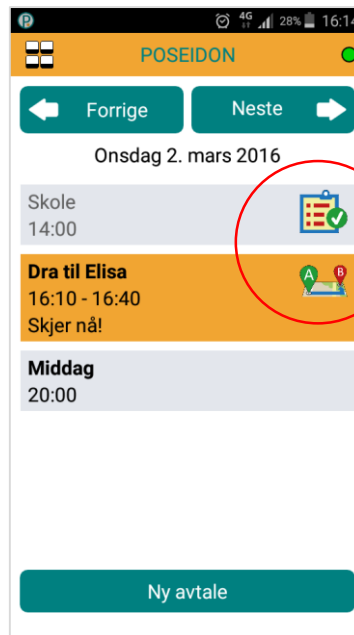 P 4G 28% 16:14
POSEIDON
Forrige Neste
Onsdag 2. mars 2016
Skole
14:00
A B
Dra til Elisa
16:10 - 16:40
Skjer nå!
Middag
20:00
Ny avtale